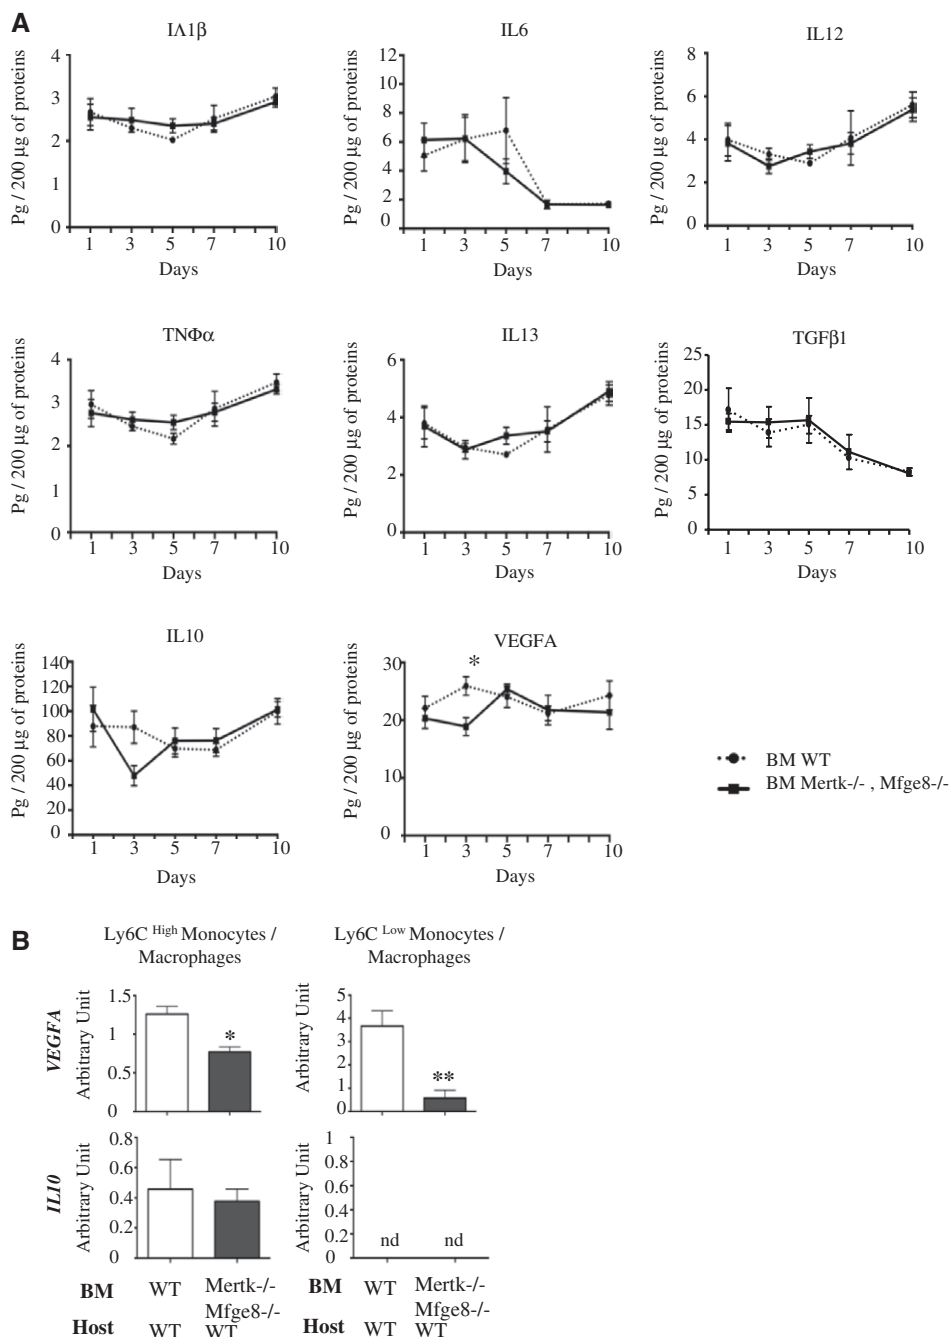 A
IΛ1β
IL6
IL12
Pg / 200 µg of proteins
4
3
2
1
0
1 3 5 7 10
Days
Pg / 200 µg of proteins
12
10
8
6
4
2
0
1 3 5 7 10
Days
Pg / 200 µg of proteins
8
6
4
2
0
1 3 5 7 10
Days
TNΦα
IL13
TGFβ1
Pg / 200 µg of proteins
4
3
2
1
0
1 3 5 7 10
Days
Pg / 200 µg of proteins
6
4
2
0
1 3 5 7 10
Days
Pg / 200 µg of proteins
25
20
15
10
5
0
1 3 5 7 10
Days
IL10
VEGFA
Pg / 200 µg of proteins
140
120
100
80
60
40
20
0
1 3 5 7 10
Days
Pg / 200 µg of proteins
30
20
10
0
*
1 3 5 7 10
Days
BM WT
BM Mertk-/- , Mfge8-/-
B
Ly6C High Monocytes /
Macrophages
Ly6C Low Monocytes /
Macrophages
VEGFA
Arbitrary Unit
1.5
1
0.5
0
*
Arbitrary Unit
5
4
3
2
1
0
**
IL10
Arbitrary Unit
0.8
0.6
0.4
0.2
0
Arbitrary Unit
1
0.8
0.6
0.4
0.2
0
nd nd
BM WT Mertk-/-
Mfge8-/-
Host WT WT
BM WT Mertk-/-
Mfge8-/-
Host WT WT